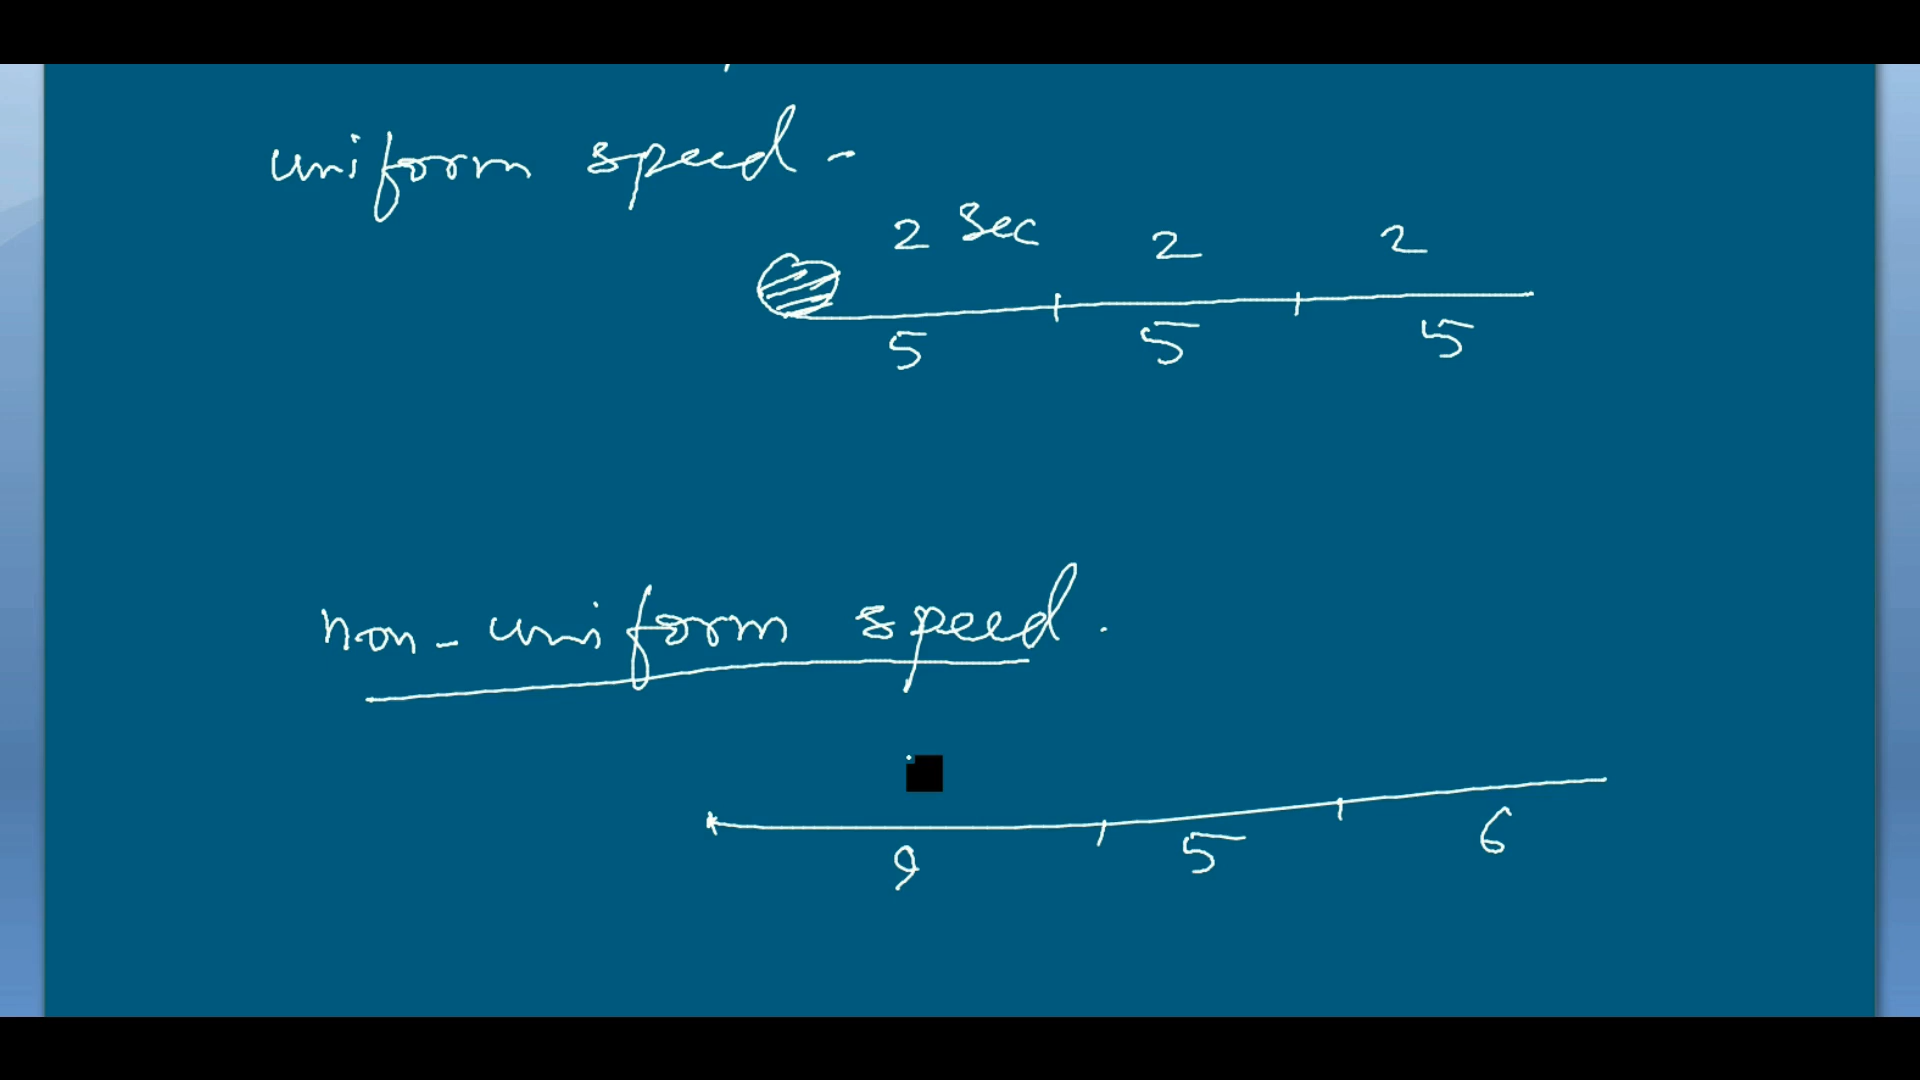 uniform speed -
2 Sec 2 2
5 5 5
non-uniform speed.
9 5 6